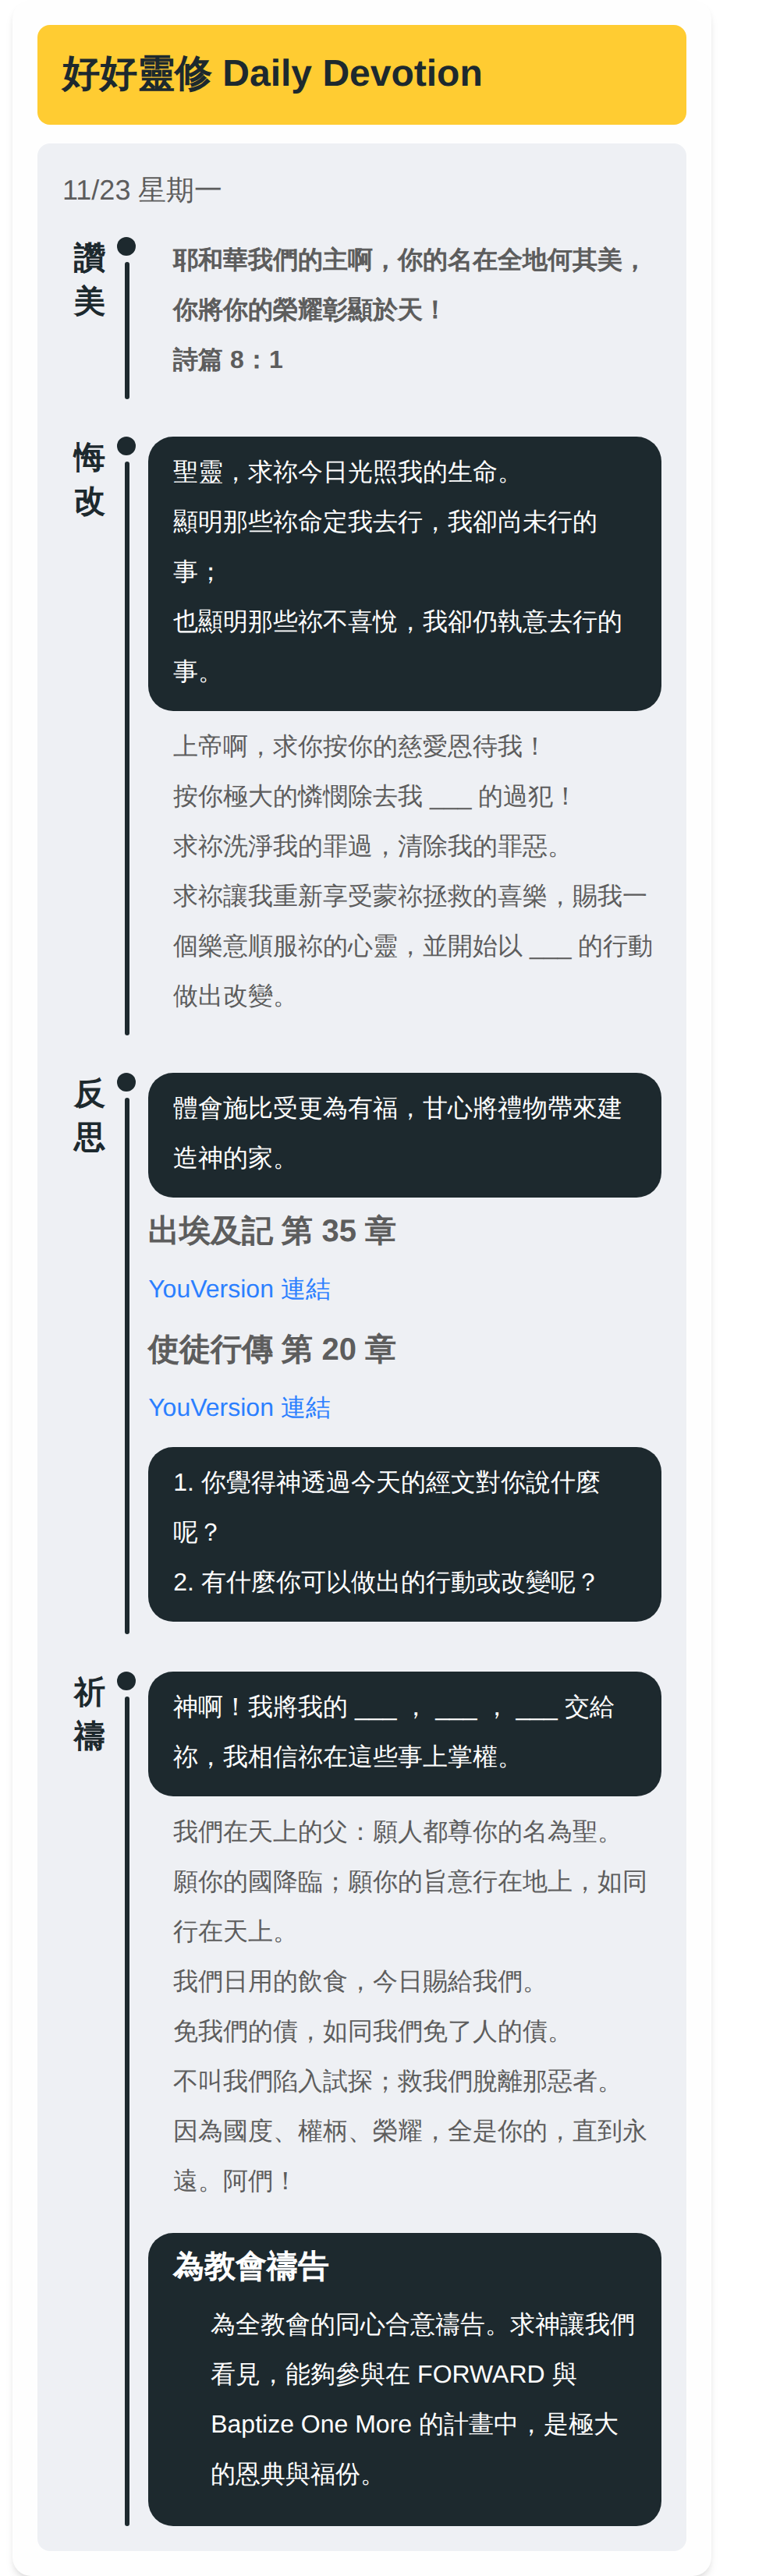 好好靈修 Daily Devotion
11/23 星期一
讚
美
耶和華我們的主啊，你的名在全地何其美，
你將你的榮耀彰顯於天！
詩篇 8：1
悔
改
聖靈，求祢今日光照我的生命。
顯明那些祢命定我去行，我卻尚未行的
事；
也顯明那些祢不喜悅，我卻仍執意去行的
事。
上帝啊，求你按你的慈愛恩待我！
按你極大的憐憫除去我 ___ 的過犯！
求祢洗淨我的罪過，清除我的罪惡。
求祢讓我重新享受蒙祢拯救的喜樂，賜我一
個樂意順服祢的心靈，並開始以 ___ 的行動
做出改變。
反
思
體會施比受更為有福，甘心將禮物帶來建
造神的家。
出埃及記 第 35 章
YouVersion 連結
使徒行傳 第 20 章
YouVersion 連結
1. 你覺得神透過今天的經文對你說什麼
呢？
2. 有什麼你可以做出的行動或改變呢？
祈
禱
神啊！我將我的 ___ ， ___ ， ___ 交給
祢，我相信祢在這些事上掌權。
我們在天上的父：願人都尊你的名為聖。
願你的國降臨；願你的旨意行在地上，如同
行在天上。
我們日用的飲食，今日賜給我們。
免我們的債，如同我們免了人的債。
不叫我們陷入試探；救我們脫離那惡者。
因為國度、權柄、榮耀，全是你的，直到永
遠。阿們！
為教會禱告
為全教會的同心合意禱告。求神讓我們
看見，能夠參與在 FORWARD 與
Baptize One More 的計畫中，是極大
的恩典與福份。